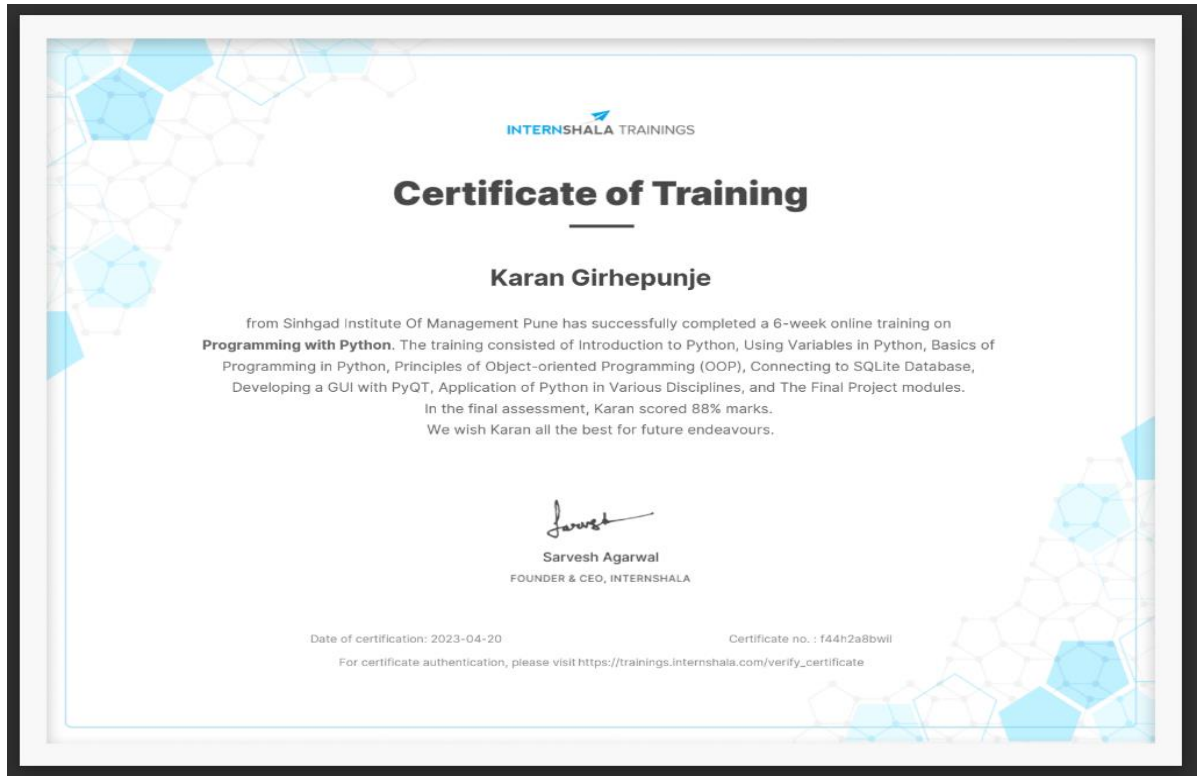 INTERNSHALA TRAININGS
Certificate of Training
Karan Girhepunje
from Sinhgad Institute Of Management Pune has successfully completed a 6-week online training on
Programming with Python. The training consisted of Introduction to Python, Using Variables in Python, Basics of
Programming in Python, Principles of Object-oriented Programming (OOP), Connecting to SQLite Database,
Developing a GUI with PyQT, Application of Python in Various Disciplines, and The Final Project modules.
In the final assessment, Karan scored 88% marks.
We wish Karan all the best for future endeavours.
Sarvesh
Sarvesh Agarwal
FOUNDER & CEO, INTERNSHALA
Date of certification: 2023-04-20
Certificate no. : f44h2a8bwil
For certificate authentication, please visit https://trainings.internshala.com/verify_certificate